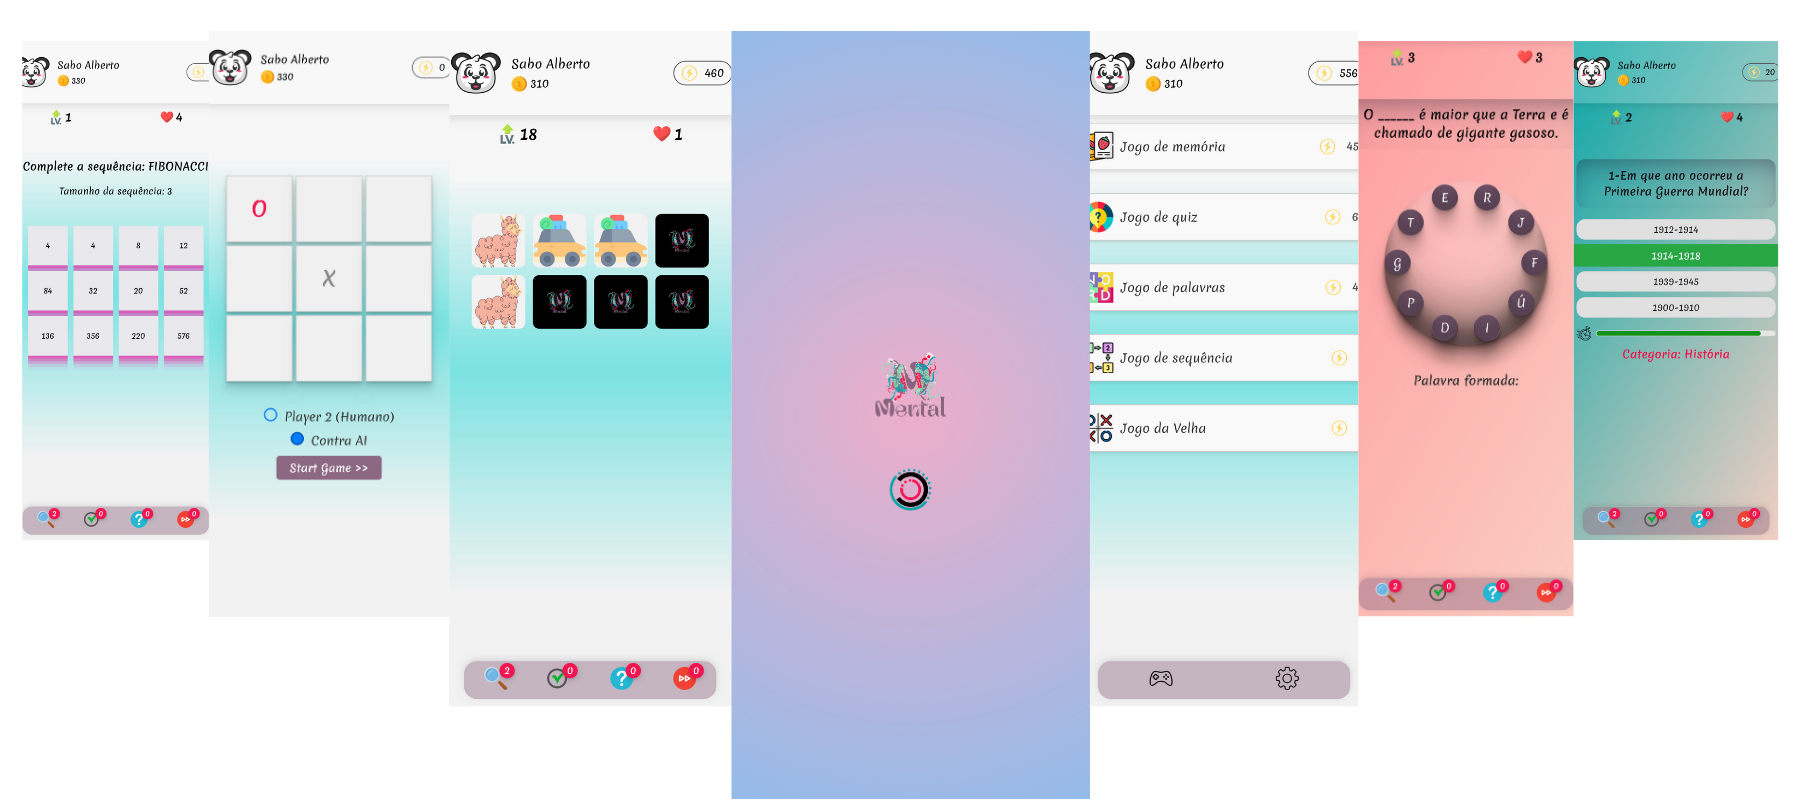 Sabo Alberto
330
LV. 1
4
Complete a sequência: FIBONACCI
Tamanho da sequência: 3
4 4 8 12
84 32 20 52
136 356 220 576
2 0 0 0
Sabo Alberto
330
0
O
X
Player 2 (Humano)
Contra AI
Start Game >>
Sabo Alberto
310
460
LV. 18
1
Mental
Mental
Mental
Mental
2 0 0 0
Mental
Sabo Alberto
310
556
Jogo de memória 45
Jogo de quiz 6
Jogo de palavras 4
Jogo de sequência
Jogo da Velha
LV. 3
3
O ______ é maior que a Terra e é
chamado de gigante gasoso.
E R
T J
G F
P Ú
D I
Palavra formada:
2 0 0 0
Sabo Alberto
310
20
LV. 2
4
1-Em que ano ocorreu a
Primeira Guerra Mundial?
1912-1914
1914-1918
1939-1945
1900-1910
Categoria: História
2 0 0 0